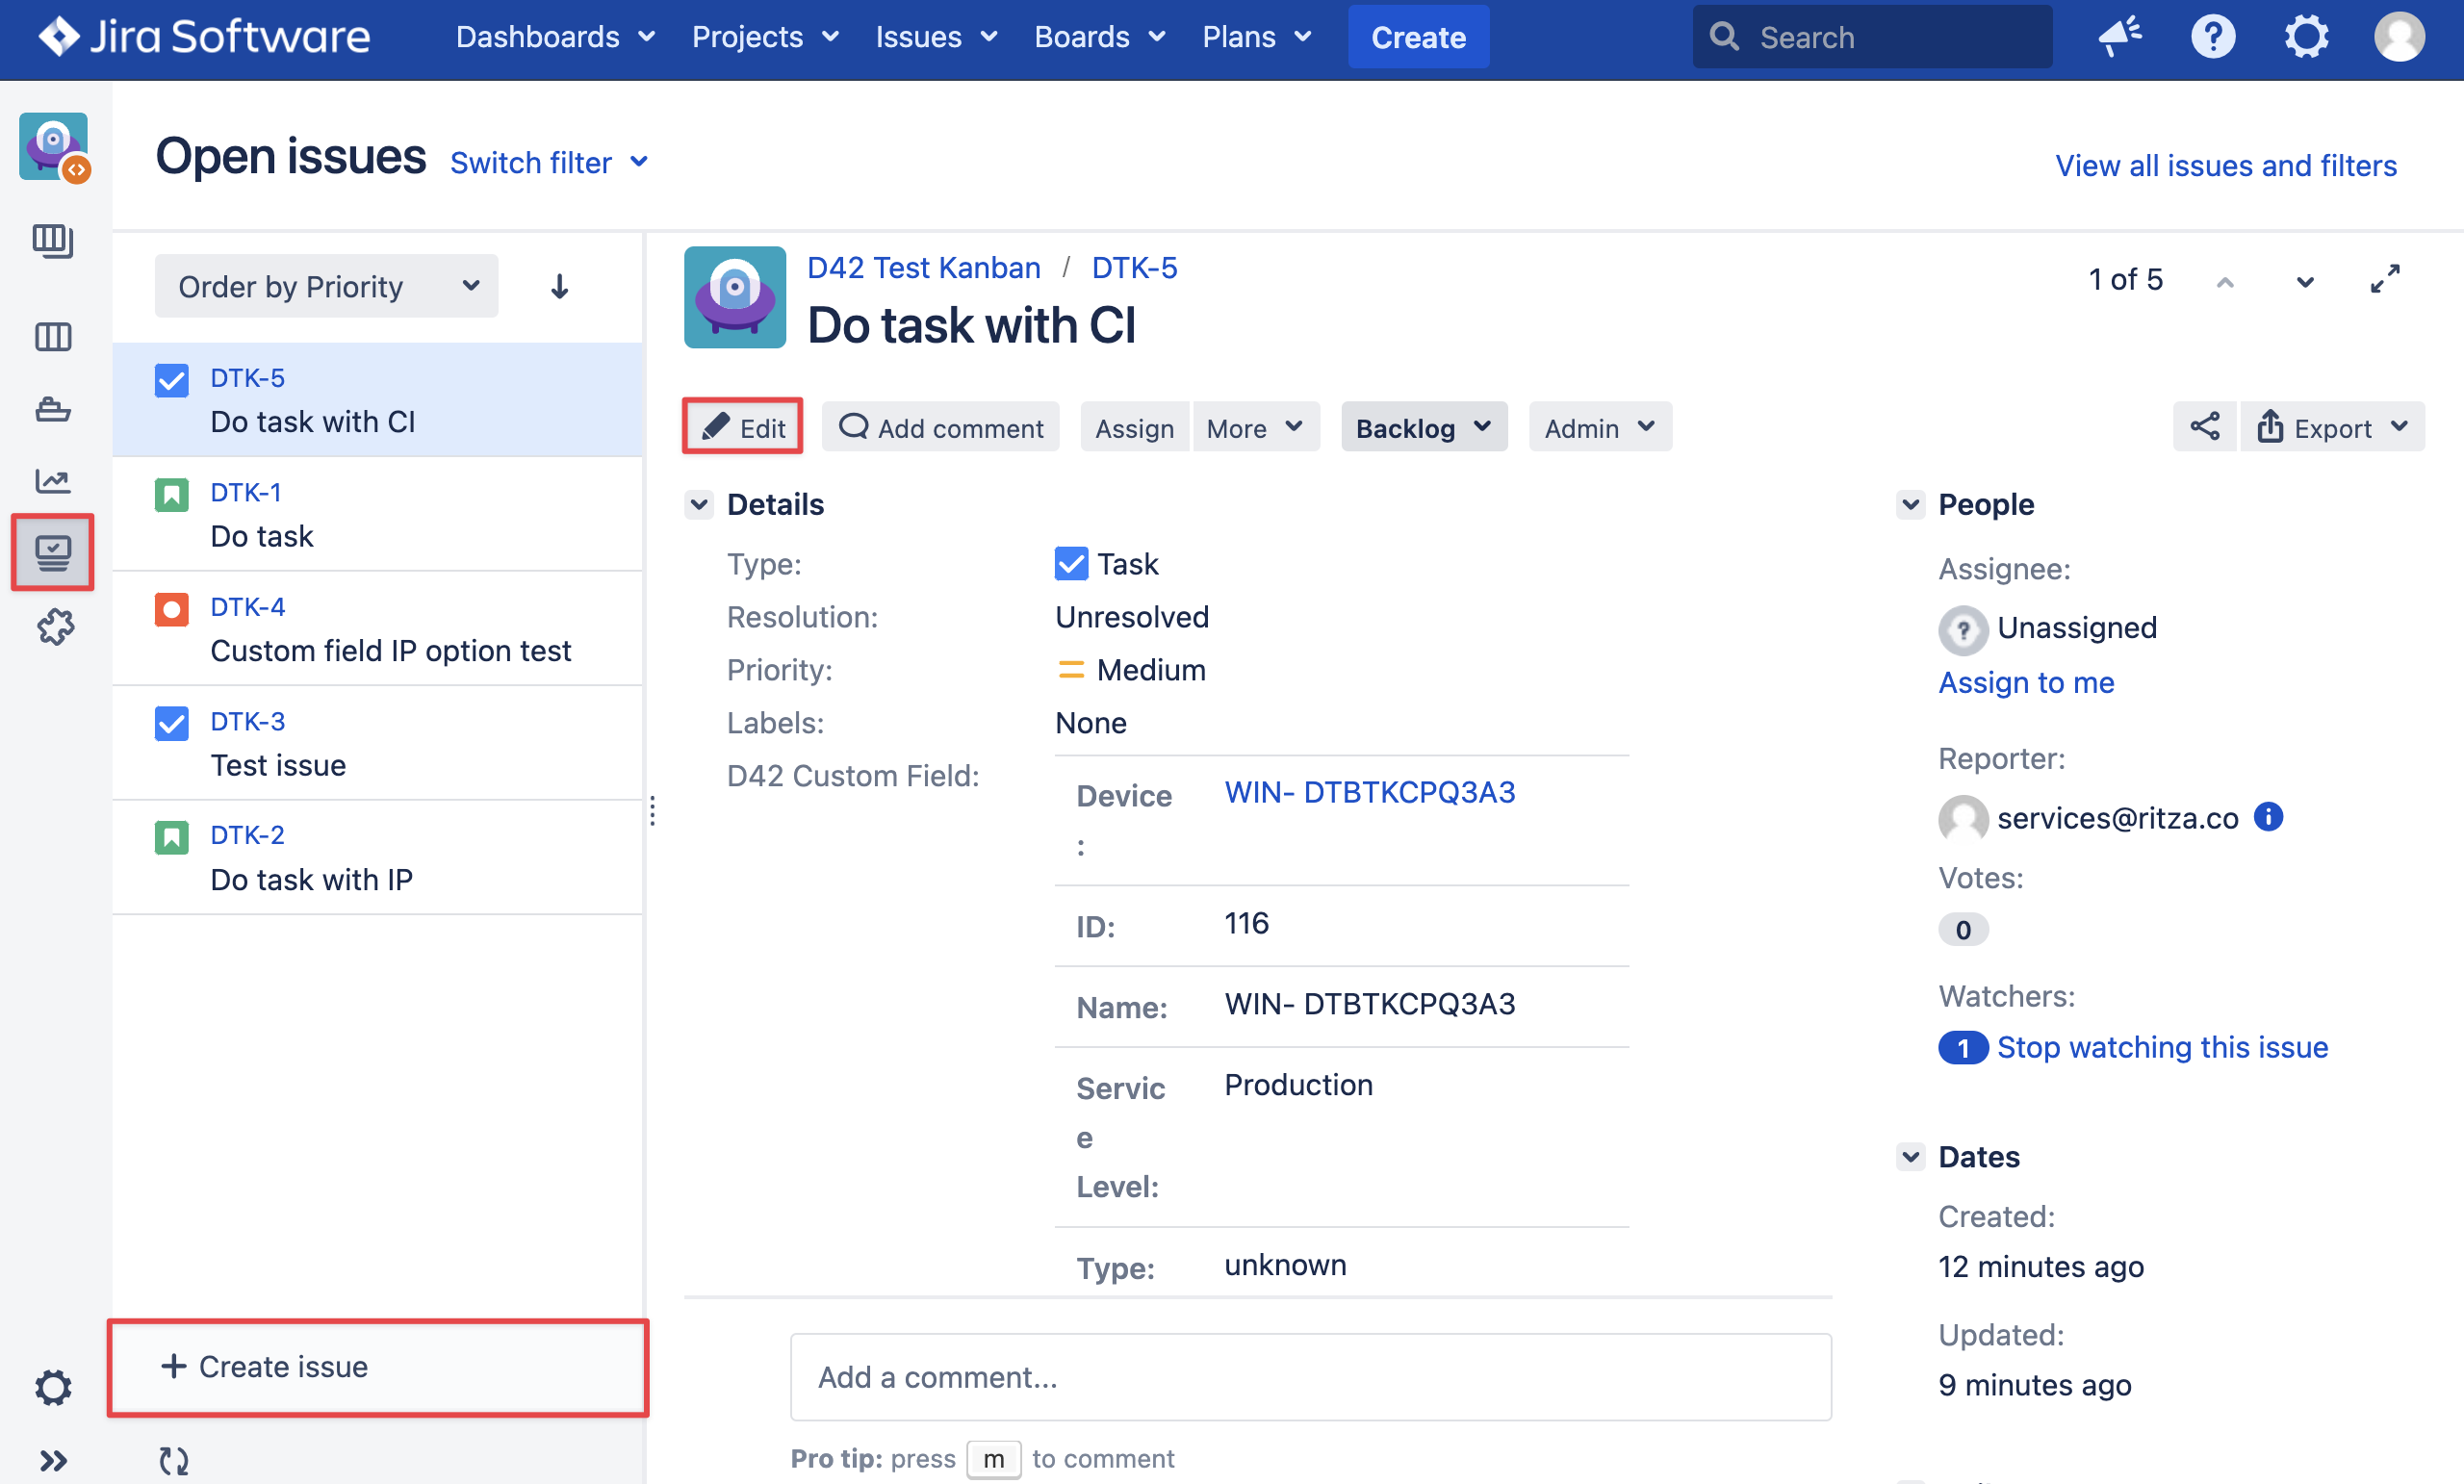 Jira Software
Dashboards
Projects
Issues
Boards
Plans
Create
Search
Open issues
Switch filter
View all issues and filters
Order by Priority
DTK-5
Do task with CI
DTK-1
Do task
DTK-4
Custom field IP option test
DTK-3
Test issue
DTK-2
Do task with IP
+ Create issue
D42 Test Kanban / DTK-5
Do task with CI
1 of 5
Edit
Add comment
Assign
More
Backlog
Admin
Export
Details
Type: Task
Resolution: Unresolved
Priority: Medium
Labels: None
D42 Custom Field:
Device
:
WIN- DTBTKCPQ3A3
ID: 116
Name: WIN- DTBTKCPQ3A3
Servic
e
Level:
Production
Type: unknown
Add a comment...
Pro tip: press m to comment
People
Assignee:
Unassigned
Assign to me
Reporter:
services@ritza.co
Votes:
0
Watchers:
1 Stop watching this issue
Dates
Created:
12 minutes ago
Updated:
9 minutes ago